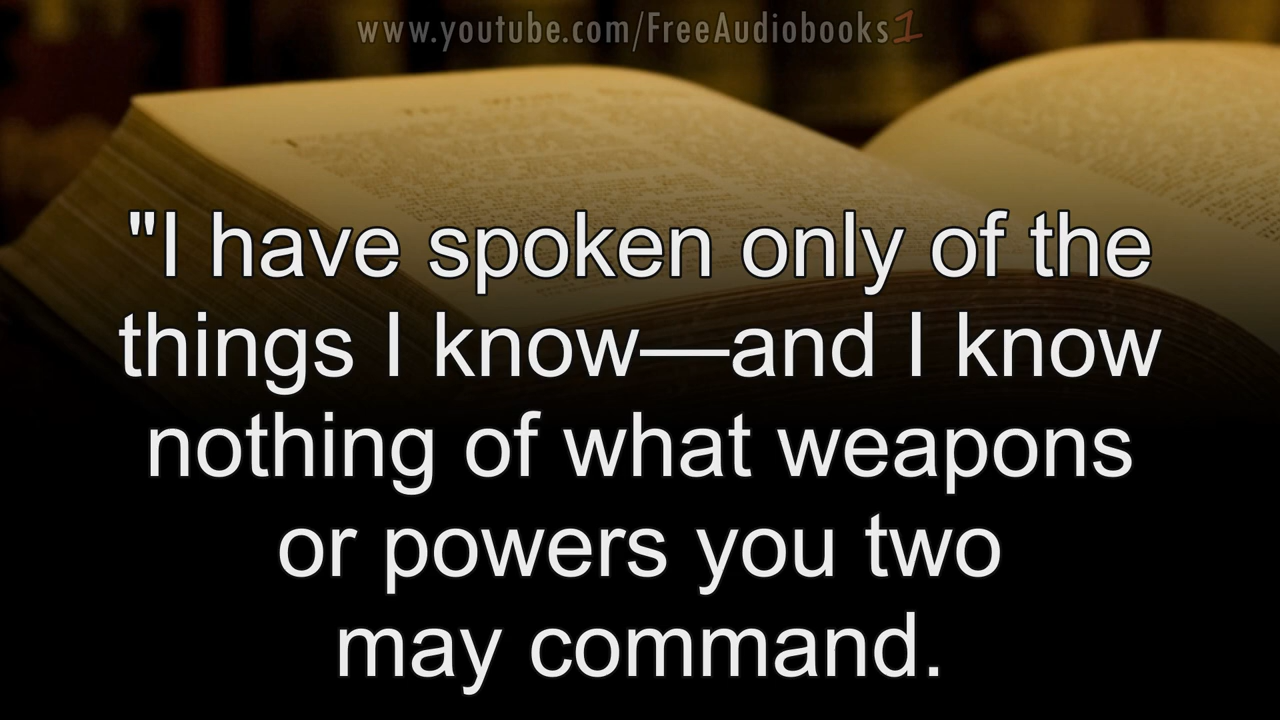 www.youtube.com/FreeAudiobooks1
"I have spoken only of the
things I know—and I know
nothing of what weapons
or powers you two
may command.